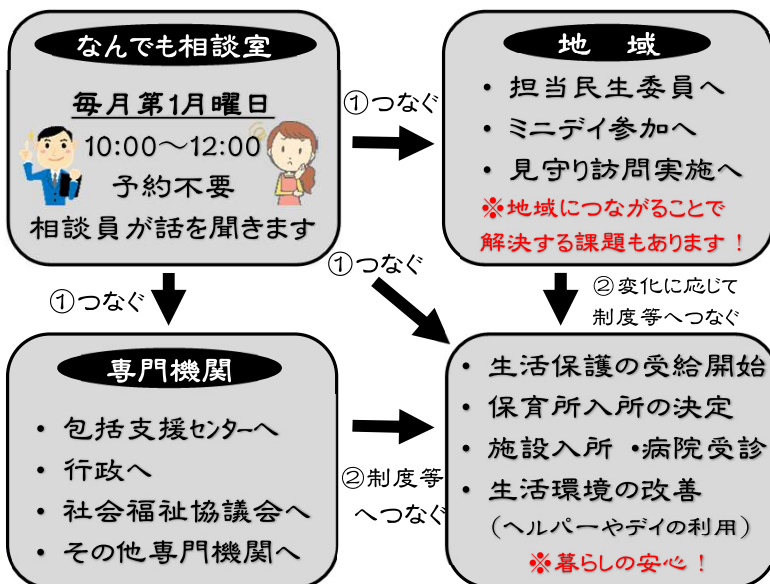 なんでも相談室
毎月第1月曜日
10:00～12:00
予約不要
相談員が話を聞きます
①つなぐ
地　域
・ 担当民生委員へ
・ ミニデイ参加へ
・ 見守り訪問実施へ
※地域につながることで
解決する課題もあります！
①つなぐ
①つなぐ
②変化に応じて
制度等へつなぐ
専門機関
・ 包括支援センターへ
・ 行政へ
・ 社会福祉協議会へ
・ その他専門機関へ
②制度等
へつなぐ
・ 生活保護の受給開始
・ 保育所入所の決定
・ 施設入所 ・病院受診
・ 生活環境の改善
（ヘルパーやデイの利用）
※暮らしの安心！